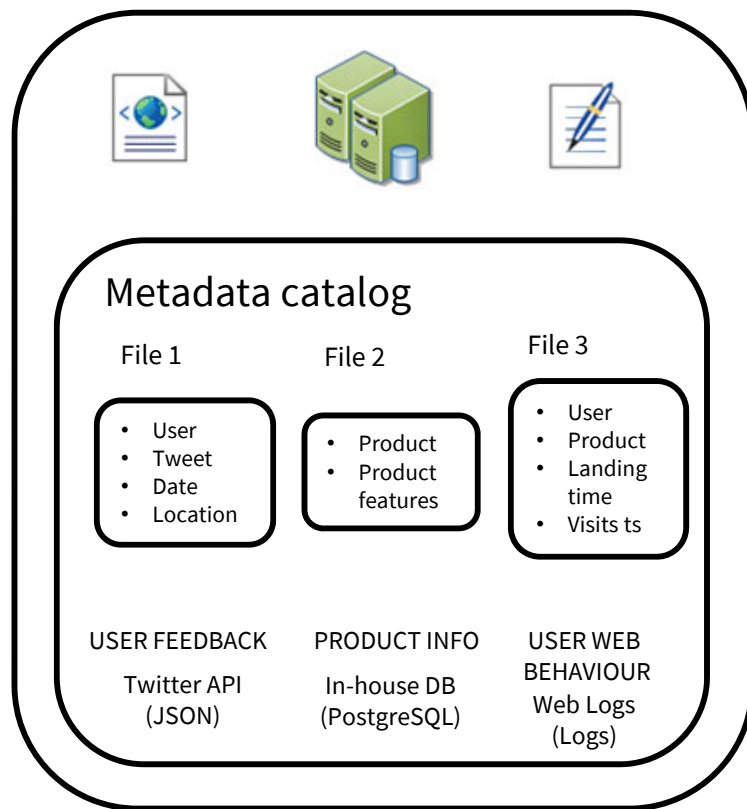 Metadata catalog
File 1
File 2
File 3
• User
• Tweet
• Date
• Location
• Product
• Product
features
• User
• Product
• Landing
time
• Visits ts
USER FEEDBACK
Twitter API
(JSON)
PRODUCT INFO
In-house DB
(PostgreSQL)
USER WEB
BEHAVIOUR
Web Logs
(Logs)